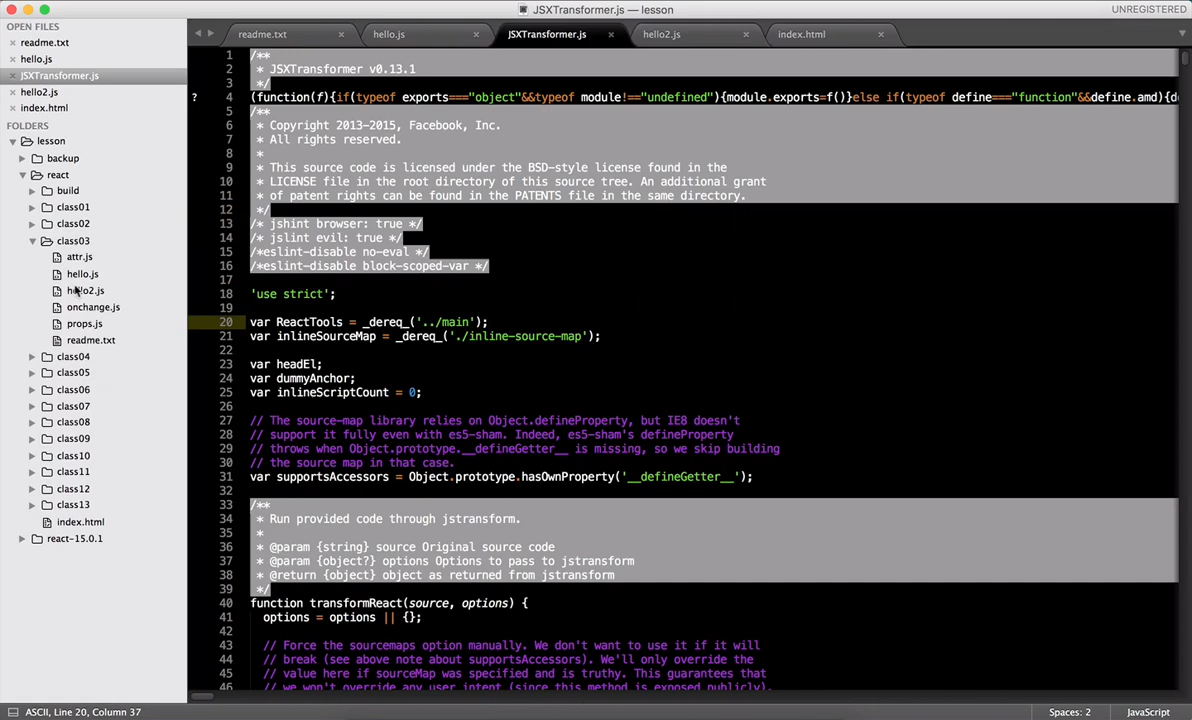 JSXTransformer.js — lesson
UNREGISTERED
OPEN FILES
readme.txt
hello.js
JSXTransformer.js
hello2.js
index.html
FOLDERS
lesson
backup
react
build
class01
class02
class03
attr.js
hello.js
hello2.js
onchange.js
props.js
readme.txt
class04
class05
class06
class07
class08
class09
class10
class11
class12
class13
index.html
react-15.0.1
readme.txt
hello.js
JSXTransformer.js
hello2.js
index.html
1 /**
2 * JSXTransformer v0.13.1
3 */
? 4 (function(f){if(typeof exports==="object"&&typeof module!=="undefined"){module.exports=f()}else if(typeof define==="function"&&define.amd){d
5 /**
6 * Copyright 2013-2015, Facebook, Inc.
7 * All rights reserved.
8 *
9 * This source code is licensed under the BSD-style license found in the
10 * LICENSE file in the root directory of this source tree. An additional grant
11 * of patent rights can be found in the PATENTS file in the same directory.
12 */
13 /* jshint browser: true */
14 /* jslint evil: true */
15 /*eslint-disable no-eval */
16 /*eslint-disable block-scoped-var */
17
18 'use strict';
19
20 var ReactTools = _dereq_('../main');
21 var inlineSourceMap = _dereq_('./inline-source-map');
22
23 var headEl;
24 var dummyAnchor;
25 var inlineScriptCount = 0;
26
27 // The source-map library relies on Object.defineProperty, but IE8 doesn't
28 // support it fully even with es5-sham. Indeed, es5-sham's defineProperty
29 // throws when Object.prototype.__defineGetter__ is missing, so we skip building
30 // the source map in that case.
31 var supportsAccessors = Object.prototype.hasOwnProperty('__defineGetter__');
32
33 /**
34 * Run provided code through jstransform.
35 *
36 * @param {string} source Original source code
37 * @param {object?} options Options to pass to jstransform
38 * @return {object} object as returned from jstransform
39 */
40 function transformReact(source, options) {
41 options = options || {};
42
43 // Force the sourcemaps option manually. We don't want to use it if it will
44 // break (see above note about supportsAccessors). We'll only override the
45 // value here if sourceMap was specified and is truthy. This guarantees that
46 // we won't override any user intent (since this method is exposed publicly).
ASCII, Line 20, Column 37
Spaces: 2
JavaScript